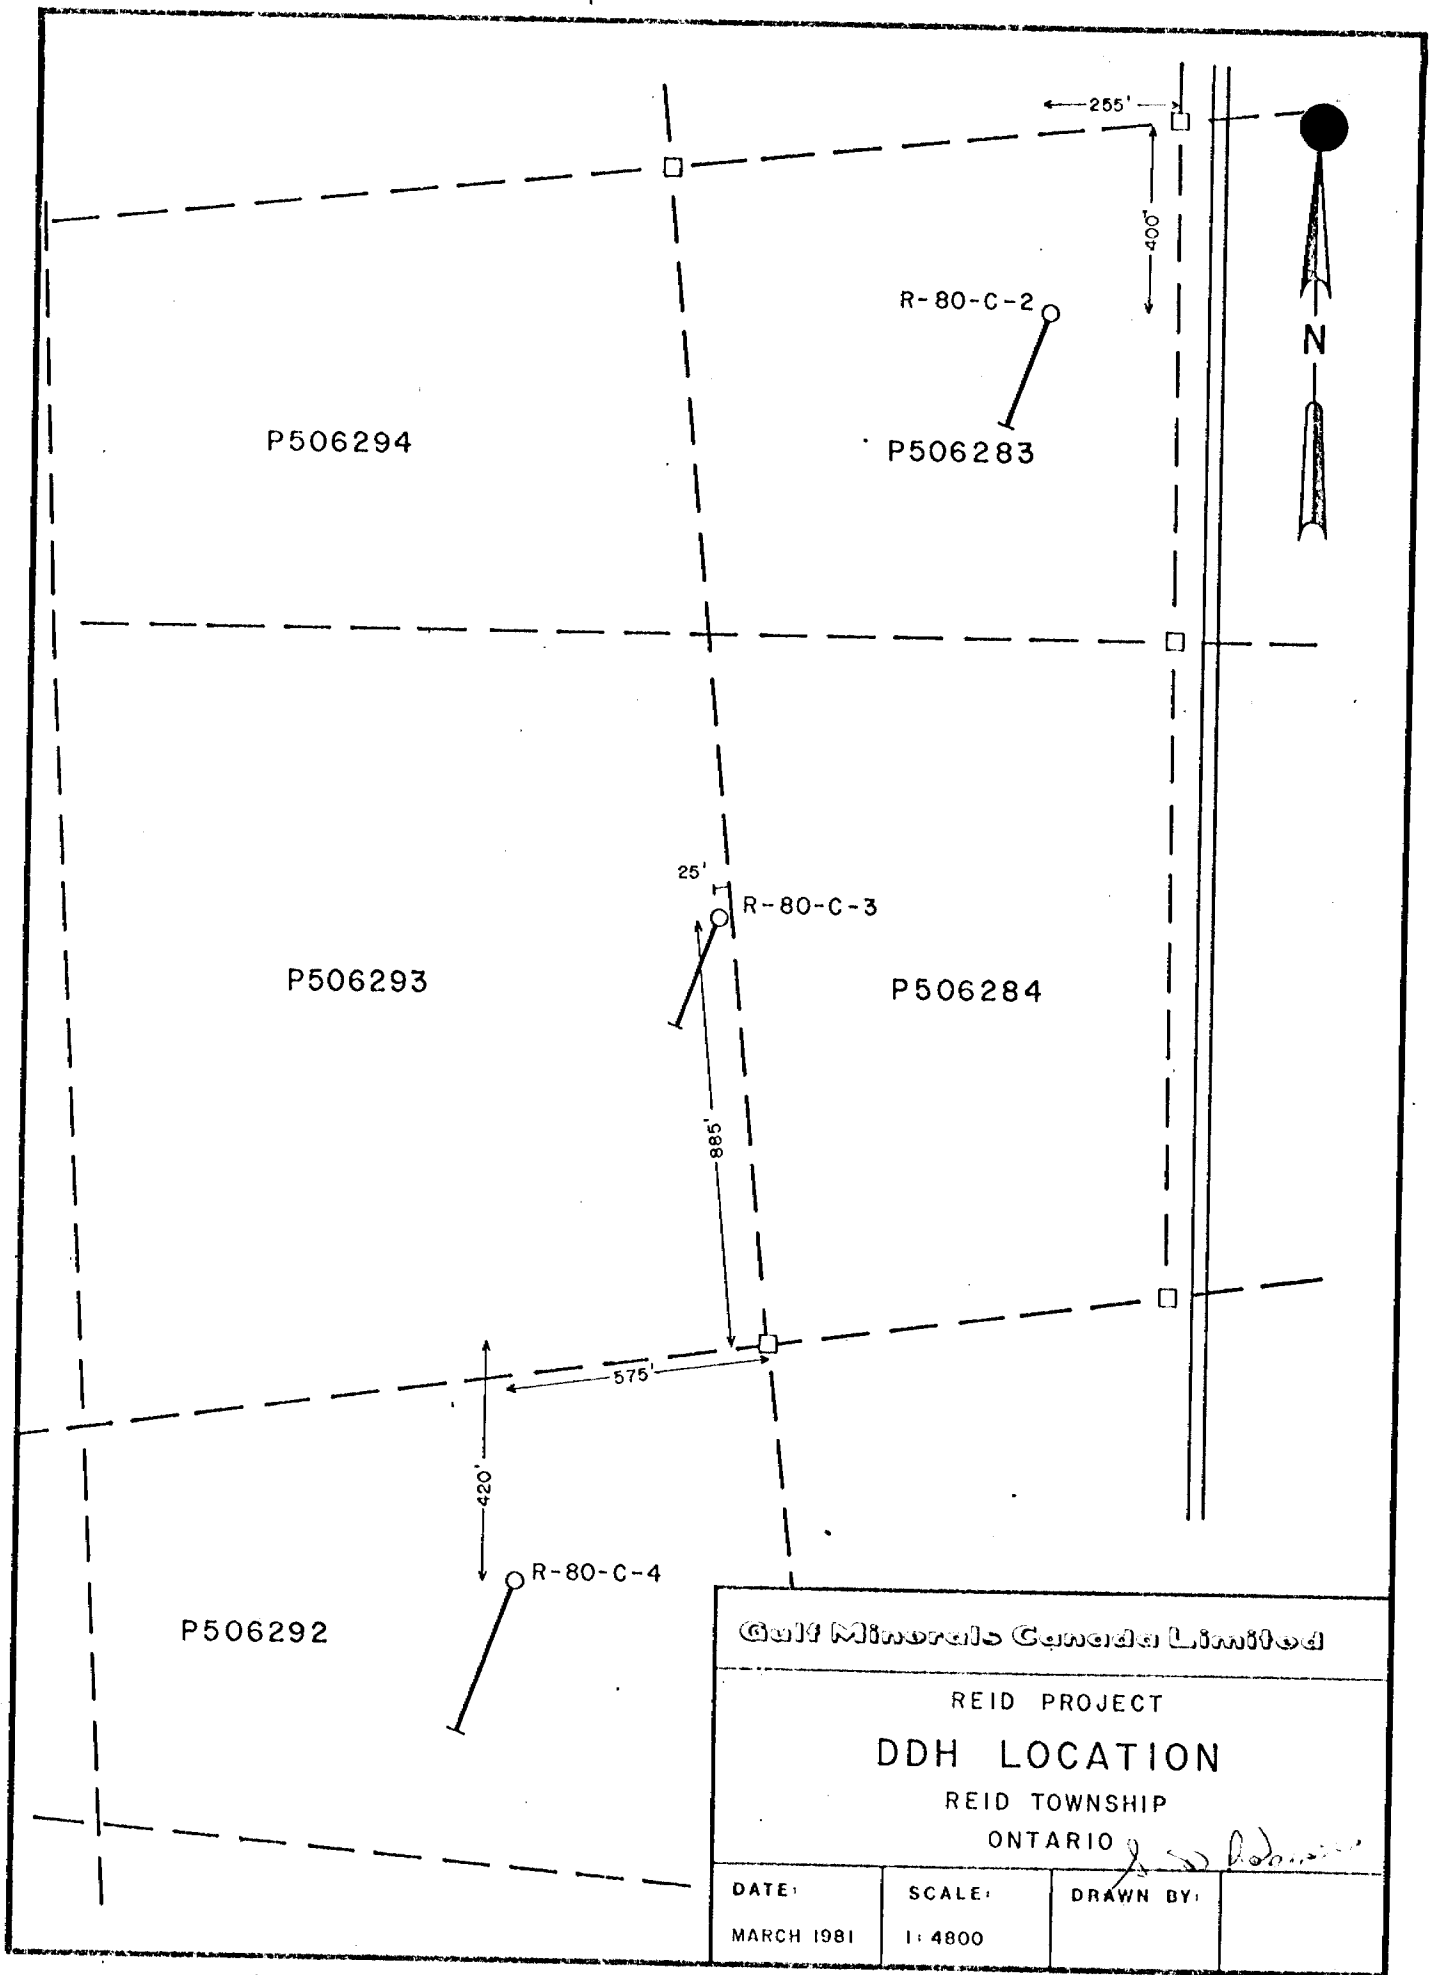 255'
400'
R-80-C-2
N
P506294
P506283
25'
R-80-C-3
P506293
P506284
885'
575'
420'
R-80-C-4
P506292
Gulf Minerals Canada Limited
REID PROJECT
DDH LOCATION
REID TOWNSHIP
ONTARIO
DATE: SCALE: DRAWN BY:
MARCH 1981 1:4800